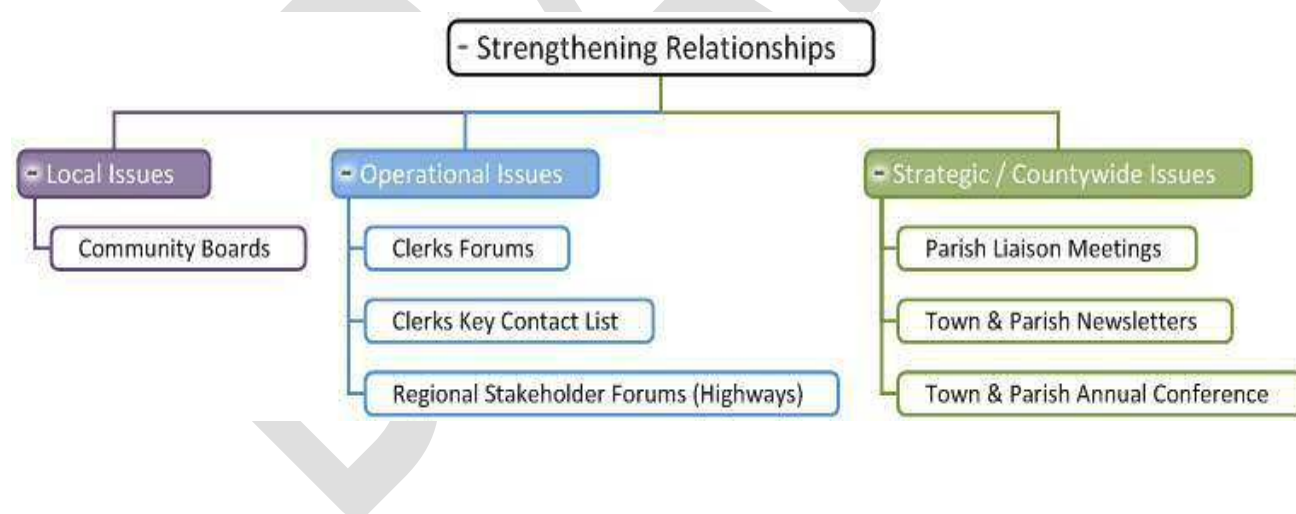 Strengthening Relationships
Local Issues
Community Boards
Operational Issues
Clerks Forums
Clerks Key Contact List
Regional Stakeholder Forums (Highways)
Strategic / Countywide Issues
Parish Liaison Meetings
Town & Parish Newsletters
Town & Parish Annual Conference